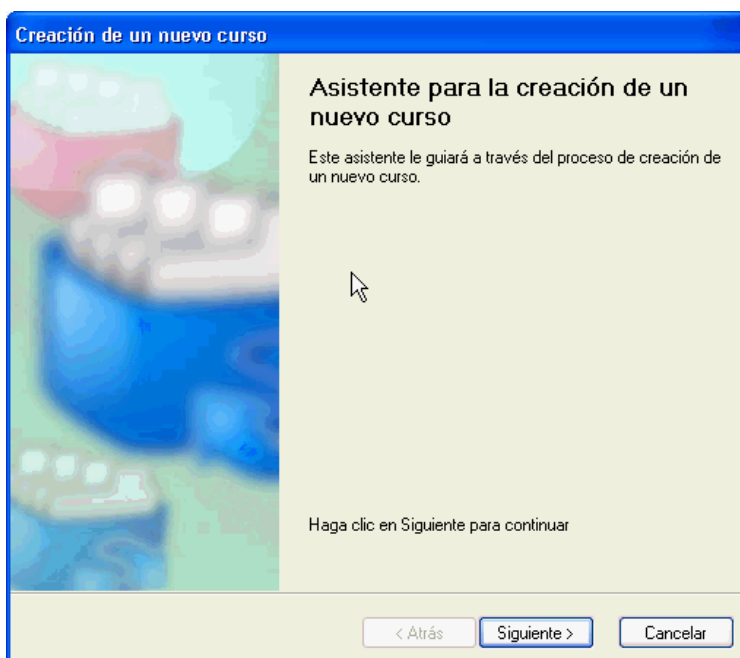 Creación de un nuevo curso
Asistente para la creación de un
nuevo curso
Este asistente le guiará a través del proceso de creación de
un nuevo curso.
Haga clic en Siguiente para continuar
< Atrás
Siguiente >
Cancelar